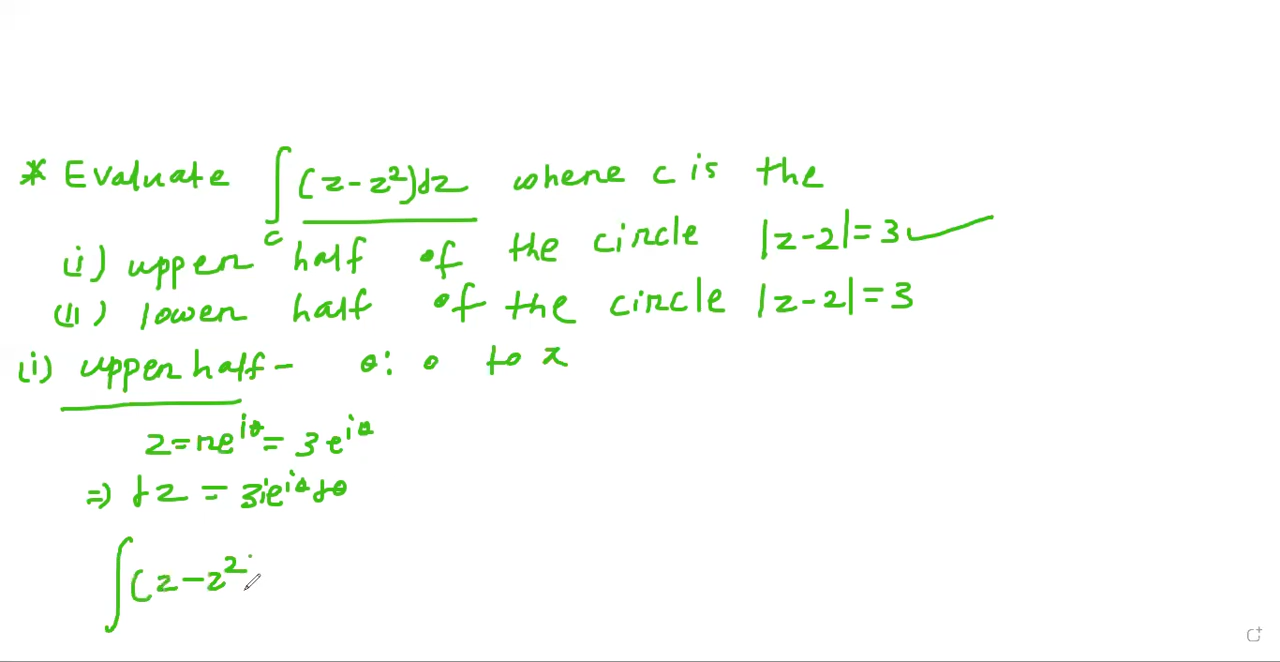 * Evaluate ∫_C (z - z²)dz where c is the
(i) upper half of the circle |z-2| = 3 ✓
(ii) lower half of the circle |z-2| = 3
(i) upper half - θ: 0 to π
z = re^{iθ} = 3e^{iθ}
⇒ dz = 3ie^{iθ}dθ
∫(z - z²